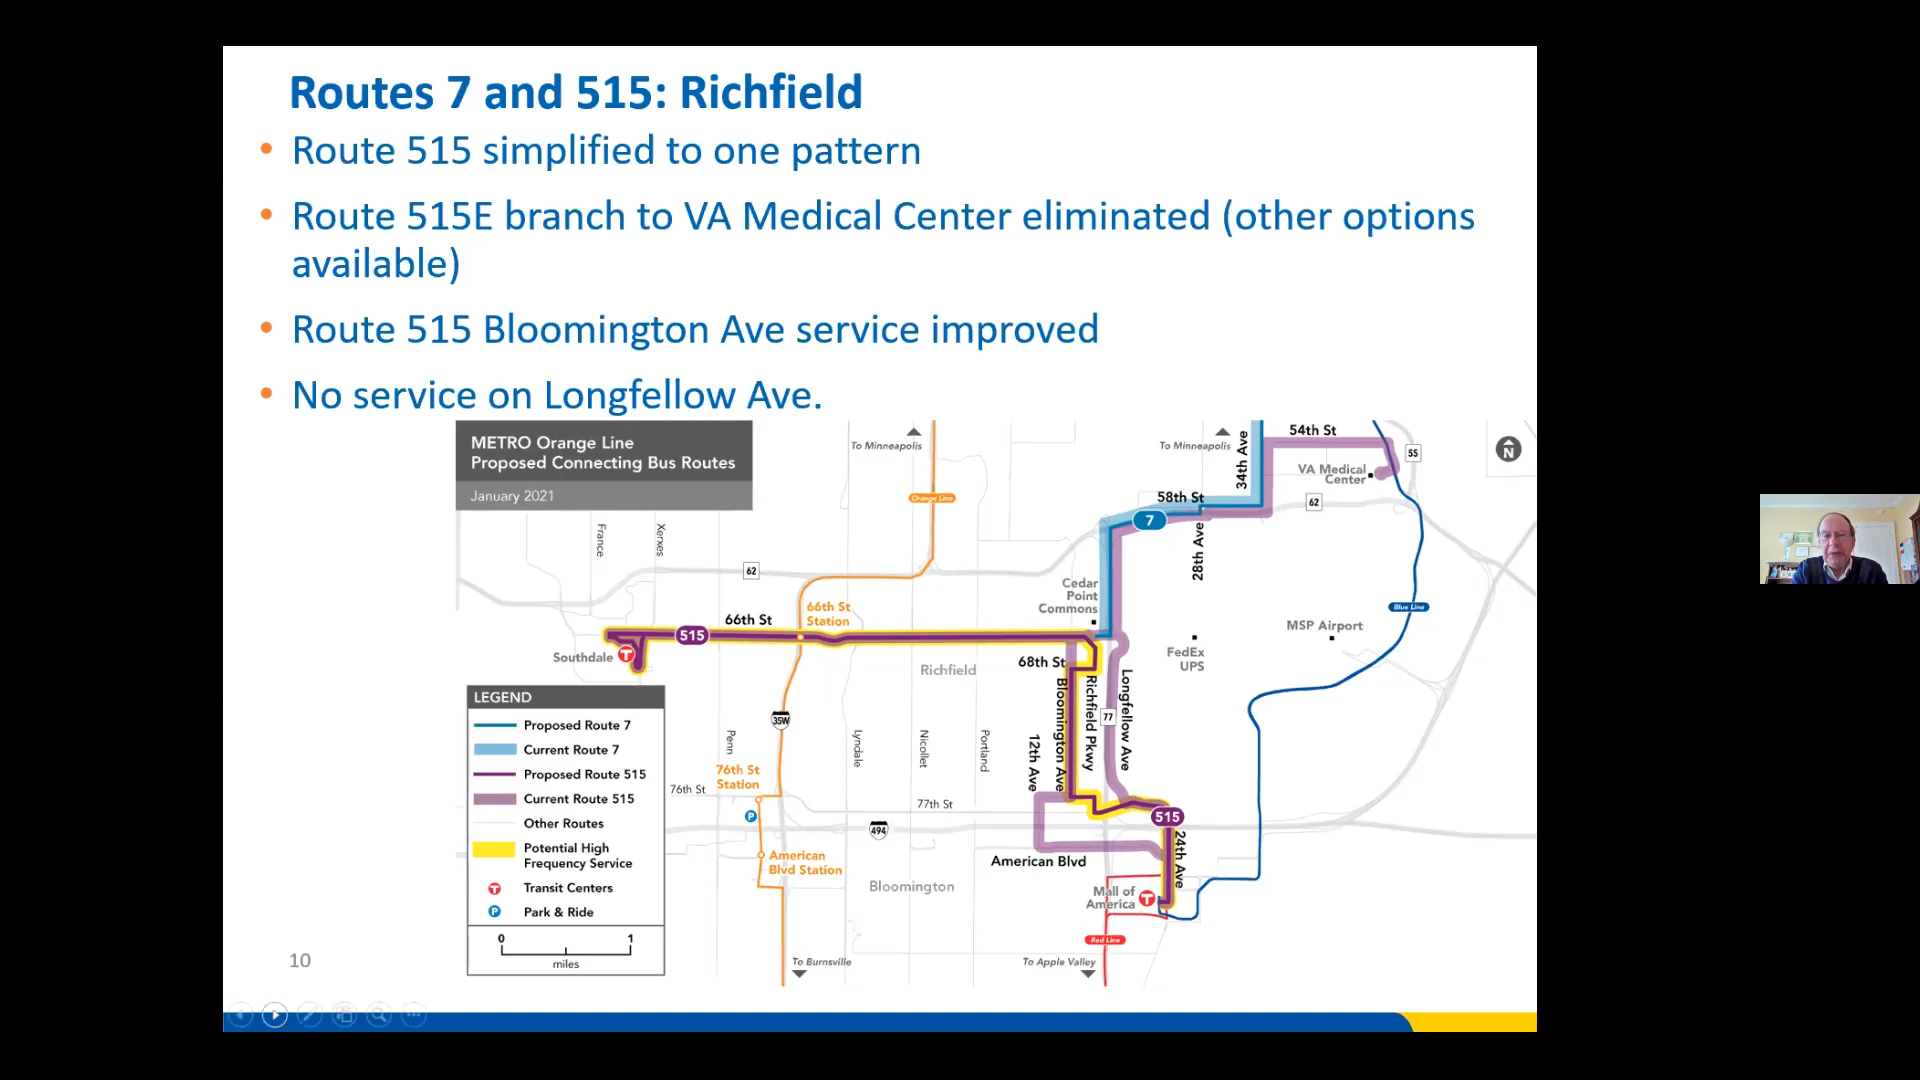 Routes 7 and 515: Richfield
• Route 515 simplified to one pattern
• Route 515E branch to VA Medical Center eliminated (other options
available)
• Route 515 Bloomington Ave service improved
• No service on Longfellow Ave.
METRO Orange Line
Proposed Connecting Bus Routes
January 2021
To Minneapolis
To Minneapolis
34th Ave
54th St
55
N
VA Medical
Center
Orange Line
58th St
62
7
France
Xerxes
28th Ave
62
Cedar
Point
Commons
66th St
Station
Blue Line
66th St
515
MSP Airport
Southdale
T
FedEx
UPS
Richfield
68th St
Bloomington Ave
Richfield Pkwy
Longfellow Ave
77
35W
Penn
Lyndale
Nicollet
Portland
12th Ave
76th St
Station
76th St
77th St
P
515
494
24th Ave
American
Blvd Station
American Blvd
Bloomington
Mall of
America
T
Red Line
To Burnsville
To Apple Valley
LEGEND
Proposed Route 7
Current Route 7
Proposed Route 515
Current Route 515
Other Routes
Potential High
Frequency Service
T Transit Centers
P Park & Ride
0 1
miles
10